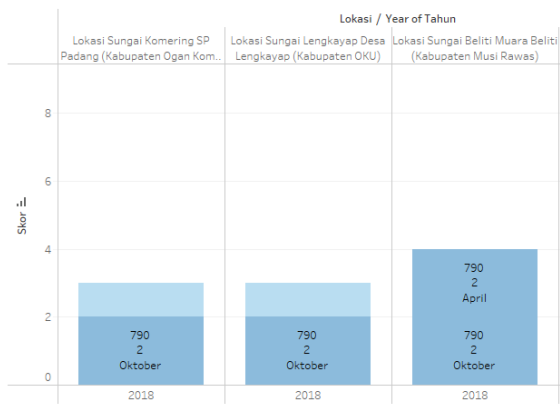 Lokasi / Year of Tahun
Lokasi Sungai Komering SP
Padang (Kabupaten Ogan Kom..
Lokasi Sungai Lengkayap Desa
Lengkayap (Kabupaten OKU)
Lokasi Sungai Beliti Muara Beliti
(Kabupaten Musi Rawas)
Skor
8
6
4
2
0
790
2
Oktober
790
2
Oktober
790
2
April
790
2
Oktober
2018
2018
2018